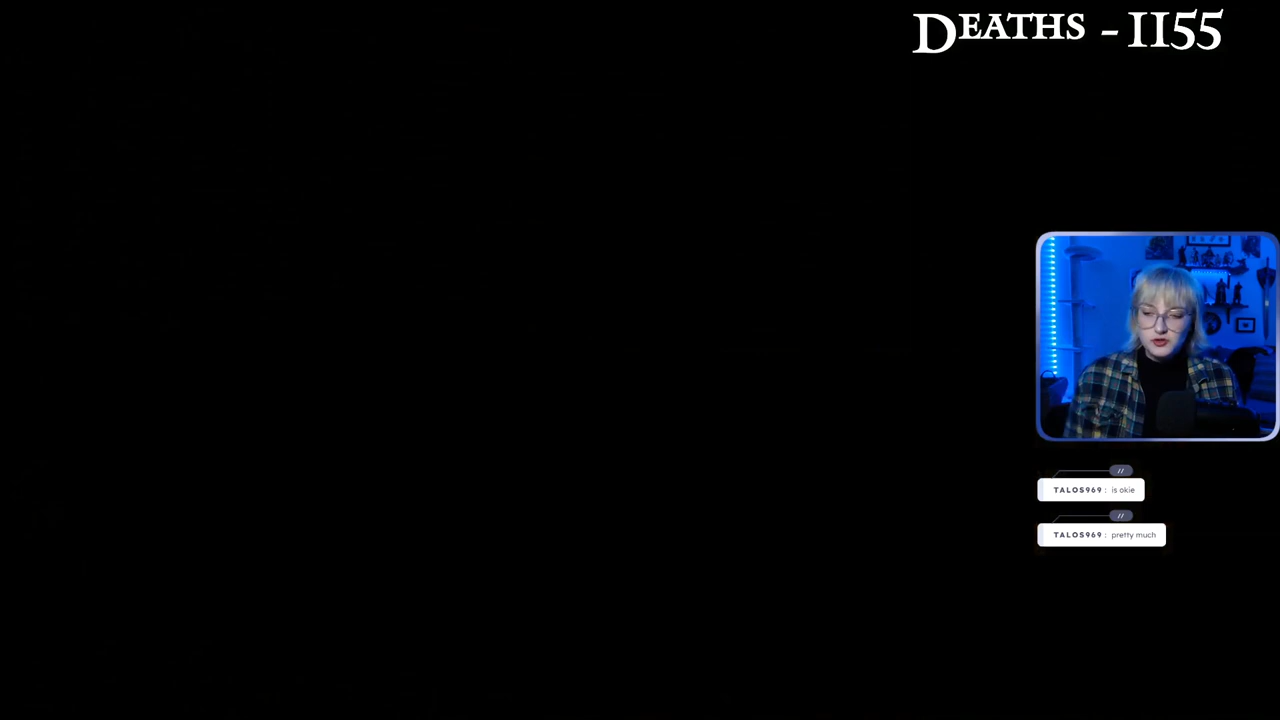 Deaths - 1155
//
TALOS969 : is okie
//
TALOS969 : pretty much